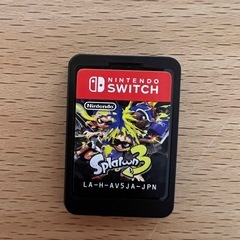 NINTENDO
SWITCH
Nintendo
Splatoon 3
LA-H-AV5JA-JPN